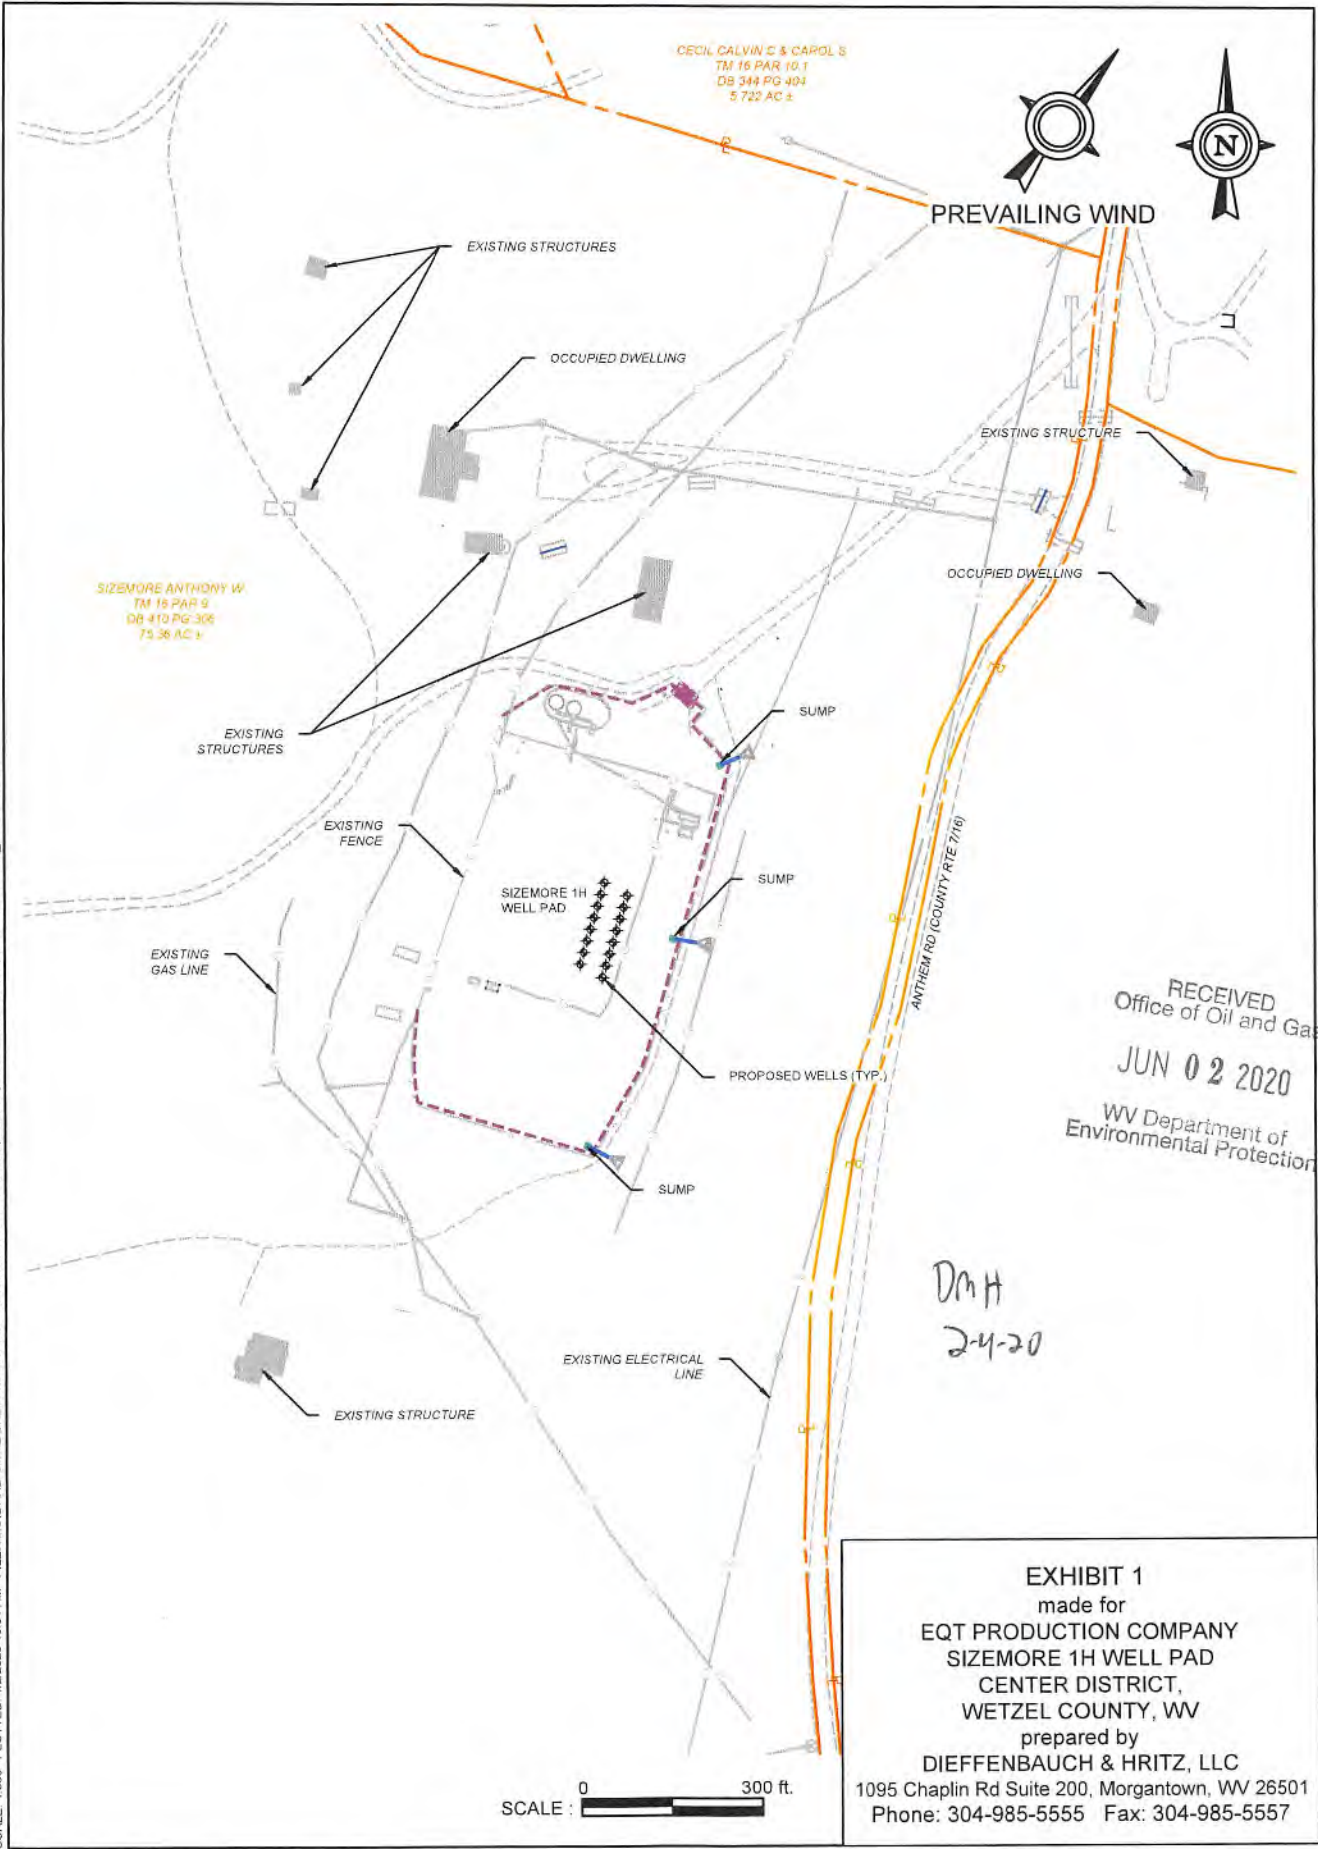 CECIL CALVIN C & CAROL S
TM 16 PAR 10.1
DB 344 PG 404
5.722 AC ±
N
PREVAILING WIND
EXISTING STRUCTURES
OCCUPIED DWELLING
EXISTING STRUCTURE
OCCUPIED DWELLING
SIZEMORE ANTHONY W
TM 16 PAR 9
DB 410 PG 306
75.36 AC ±
EXISTING
STRUCTURES
SUMP
EXISTING
FENCE
SIZEMORE 1H
WELL PAD
SUMP
ANTHEM RD (COUNTY RTE 7/16)
EXISTING
GAS LINE
PROPOSED WELLS (TYP.)
SUMP
RECEIVED
Office of Oil and Gas
JUN 02 2020
WV Department of
Environmental Protection
DMH
2-4-20
EXISTING ELECTRICAL
LINE
EXISTING STRUCTURE
EXHIBIT 1
made for
EQT PRODUCTION COMPANY
SIZEMORE 1H WELL PAD
CENTER DISTRICT,
WETZEL COUNTY, WV
prepared by
DIEFFENBAUCH & HRITZ, LLC
1095 Chaplin Rd Suite 200, Morgantown, WV 26501
Phone: 304-985-5555 Fax: 304-985-5557
0 300 ft.
SCALE :